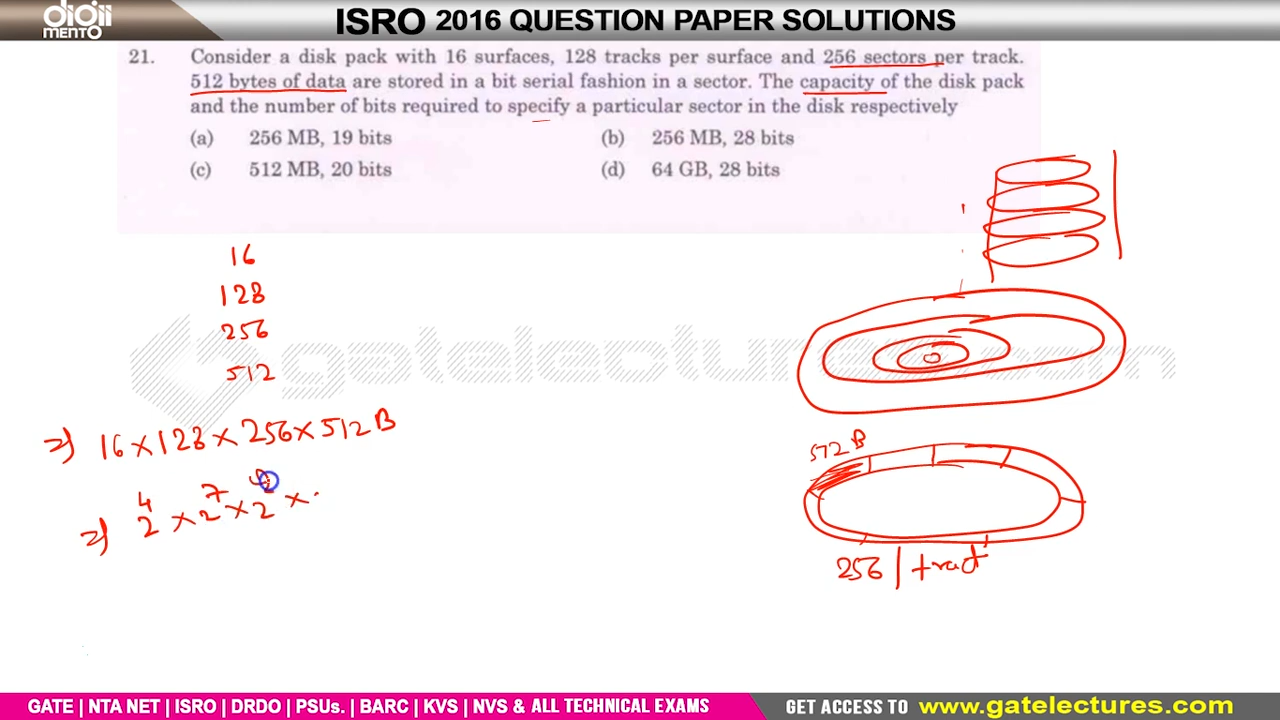 digii
mento
ISRO 2016 QUESTION PAPER SOLUTIONS
21. Consider a disk pack with 16 surfaces, 128 tracks per surface and 256 sectors per track.
512 bytes of data are stored in a bit serial fashion in a sector. The capacity of the disk pack
and the number of bits required to specify a particular sector in the disk respectively
(a) 256 MB, 19 bits (b) 256 MB, 28 bits
(c) 512 MB, 20 bits (d) 64 GB, 28 bits
16
128
256
512
⇒ 16 × 128 × 256 × 512 B
4 7
⇒ 2 × 2 × 2 ×
512 B
256 | tract
gatelectures.com
GATE | NTA NET | ISRO | DRDO | PSUs. | BARC | KVS | NVS & ALL TECHNICAL EXAMS
GET ACCESS TO www.gatelectures.com